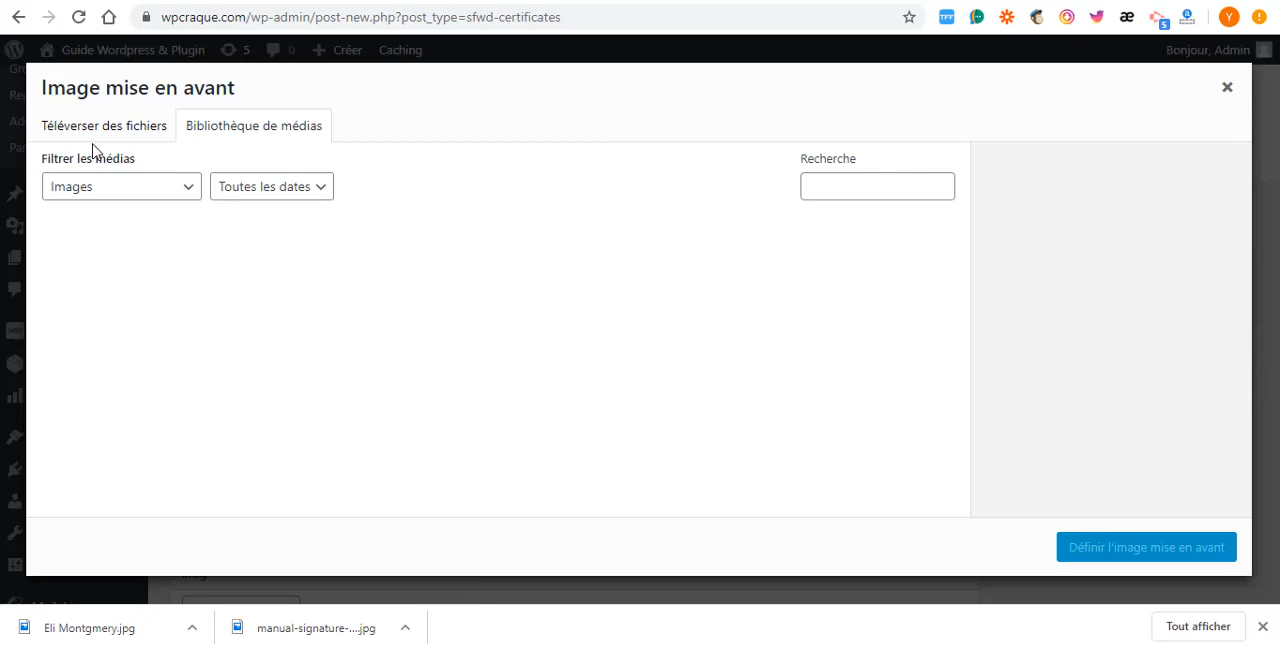 wpcraque.com/wp-admin/post-new.php?post_type=sfwd-certificates
TFF
æ
5
Y
Guide Wordpress & Plugin 5 0 Créer Caching Bonjour, Admin
Image mise en avant
Téléverser des fichiers Bibliothèque de médias
Filtrer les médias Recherche
Images Toutes les dates
Définir l'image mise en avant
Eli Montgmery.jpg manual-signature-....jpg Tout afficher